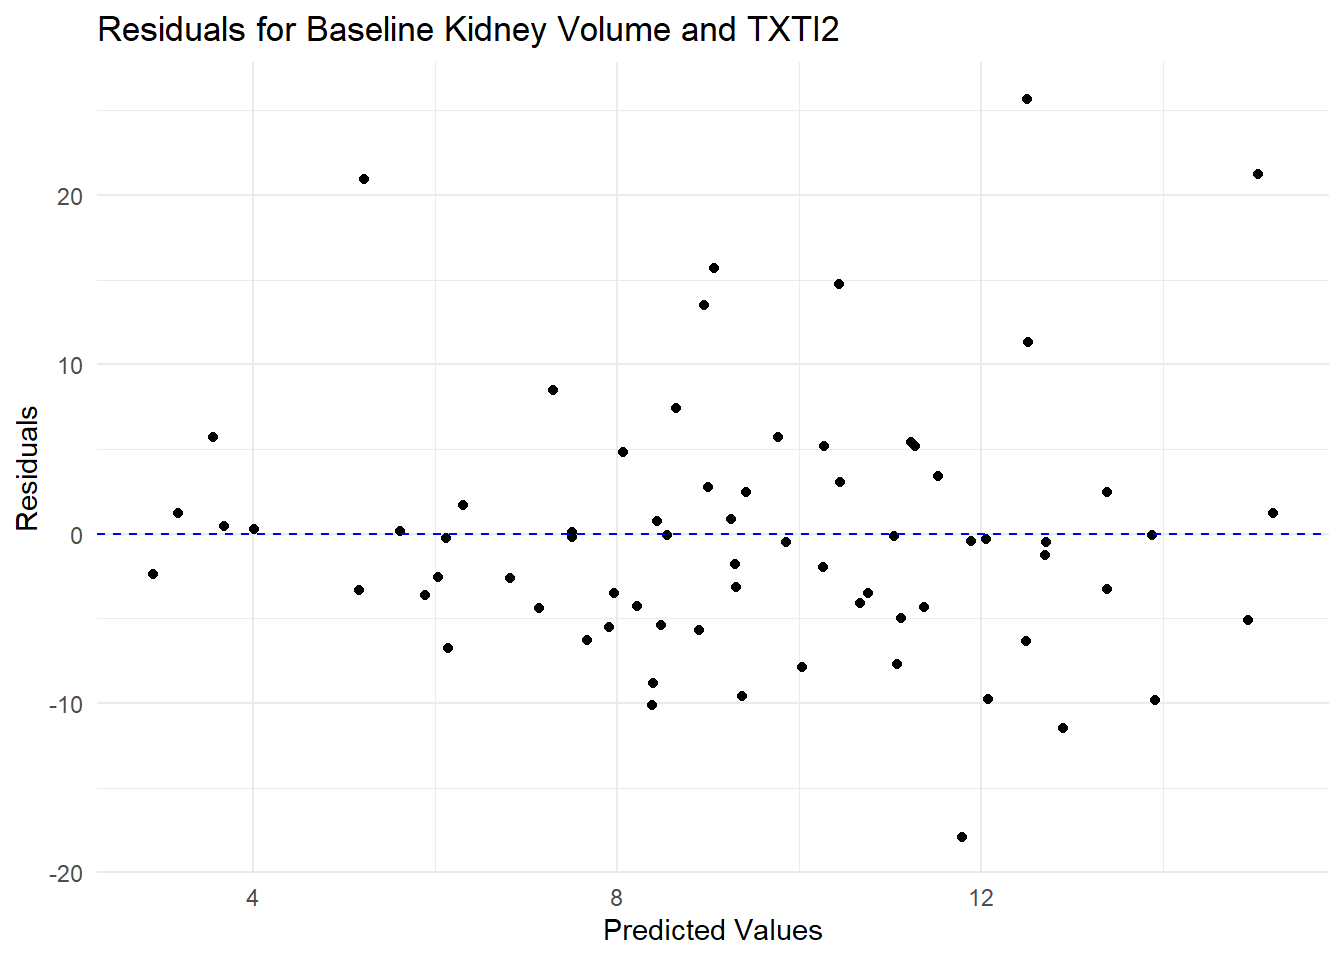 Residuals for Baseline Kidney Volume and TXTI2
20
10
0
-10
-20
Residuals
4 8 12
Predicted Values